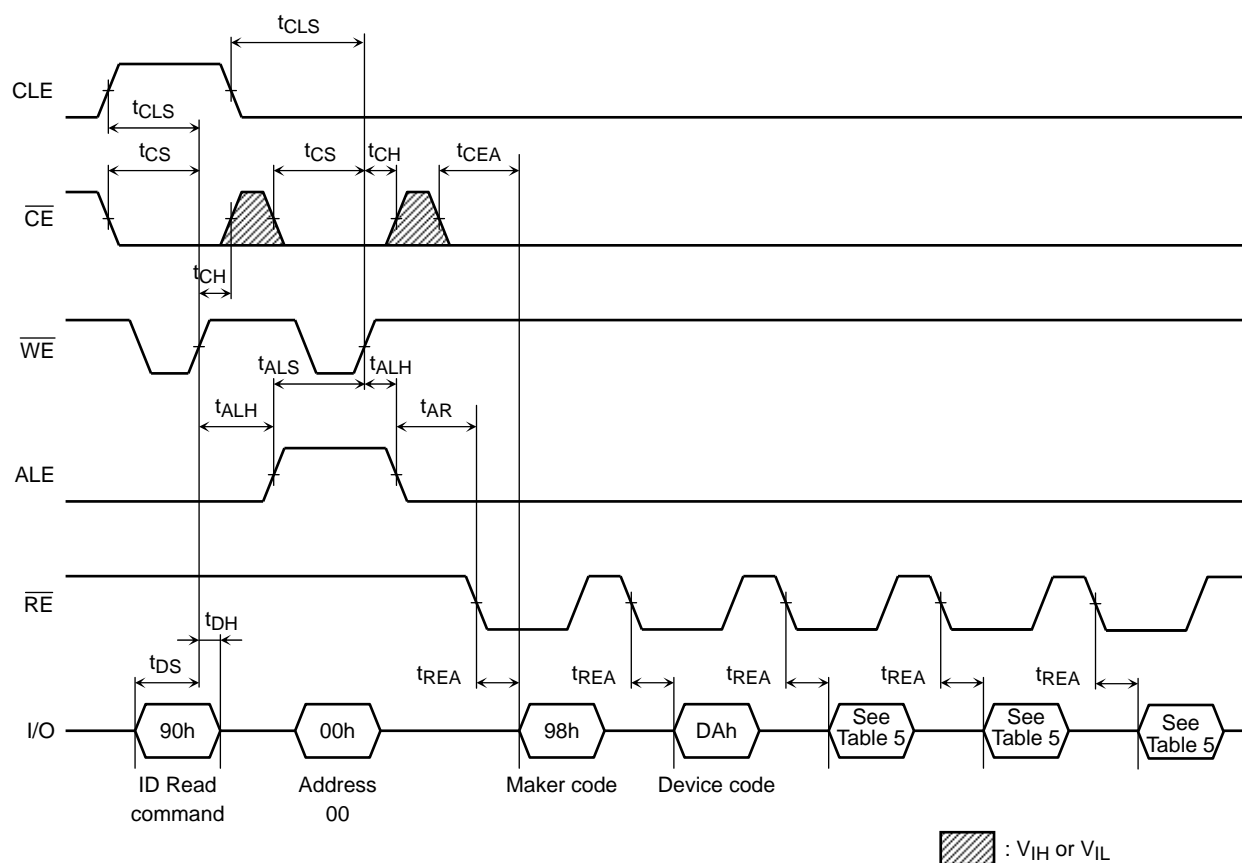 tCLS
CLE
tCLS
tCS tCS tCH tCEA
CE
tCH
WE
tALS tALH
tALH tAR
ALE
RE
tDH
tDS tREA tREA tREA tREA tREA
I/O 90h 00h 98h DAh See Table 5 See Table 5 See Table 5
ID Read command Address 00 Maker code Device code
: VIH or VIL